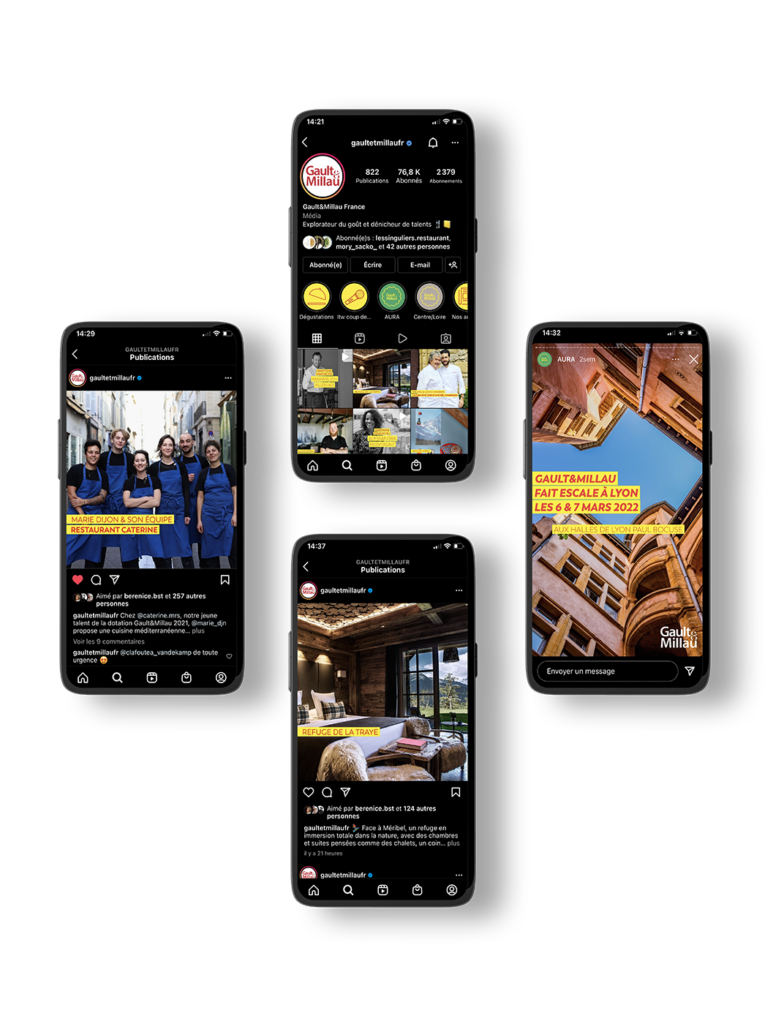 14:21
gaultetmillaufr
Gault
Millau
822
76,8 K
2 379
Publications
Abonnés
Abonnements
Gault&Millau France
Média
Explorateur du goût et dénicheur de talents
Abonné(e)s : lessinguliers.restaurant,
mory_sacko_ et 42 autres personnes
Abonné(e)
Écrire
E-mail
Dégustations
Itw coup de...
AURA
Centre/Loire
Nos a
14:29
GAULTETMILLAUFR
Publications
gaultetmillaufr
MARIE DIJON & SON ÉQUIPE
RESTAURANT CATERINE
Aimé par berenice.bst et 257 autres
personnes
gaultetmillaufr Chez @caterine.mrs, notre jeune
talent de la dotation Gault&Millau 2021, @marie_djn
propose une cuisine méditerranéenne... plus
Voir les 9 commentaires
gaultetmillaufr @clafoutea_vandekamp de toute
urgence
14:32
AURA 2sem
GAULT&MILLAU
FAIT ESCALE À LYON
LES 6 & 7 MARS 2022
AUX HALLES DE LYON PAUL BOCUSE
Gault
Millau
Envoyer un message
14:37
GAULTETMILLAUFR
Publications
gaultetmillaufr
REFUGE DE LA TRAYE
Aimé par berenice.bst et 124 autres
personnes
gaultetmillaufr Face à Méribel, un refuge en
immersion totale dans la nature, avec des chambres
et suites pensées comme des chalets, un coin... plus
il y a 21 heures
gaultetmillaufr